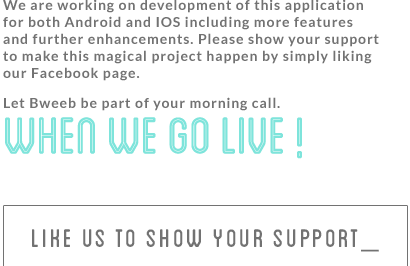 We are working on development of this application
for both Android and IOS including more features
and further enhancements. Please show your support
to make this magical project happen by simply liking
our Facebook page.
Let Bweeb be part of your morning call.
WHEN WE GO LIVE !
LIKE US TO SHOW YOUR SUPPORT_